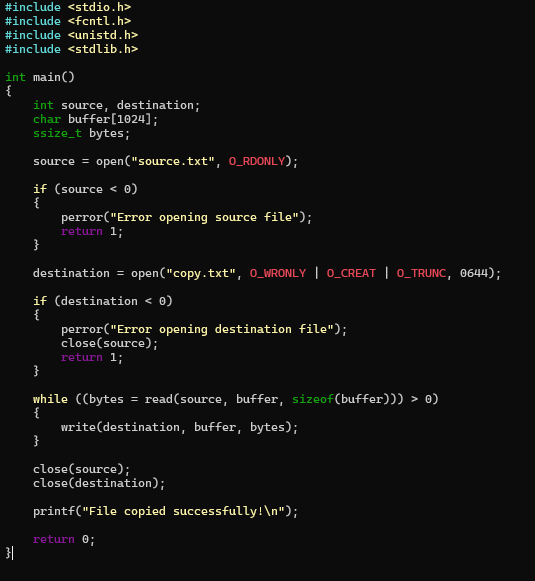 #include <stdio.h>
#include <fcntl.h>
#include <unistd.h>
#include <stdlib.h>

int main()
{
    int source, destination;
    char buffer[1024];
    ssize_t bytes;

    source = open("source.txt", O_RDONLY);

    if (source < 0)
    {
        perror("Error opening source file");
        return 1;
    }

    destination = open("copy.txt", O_WRONLY | O_CREAT | O_TRUNC, 0644);

    if (destination < 0)
    {
        perror("Error opening destination file");
        close(source);
        return 1;
    }

    while ((bytes = read(source, buffer, sizeof(buffer))) > 0)
    {
        write(destination, buffer, bytes);
    }

    close(source);
    close(destination);

    printf("File copied successfully!\n");

    return 0;
}